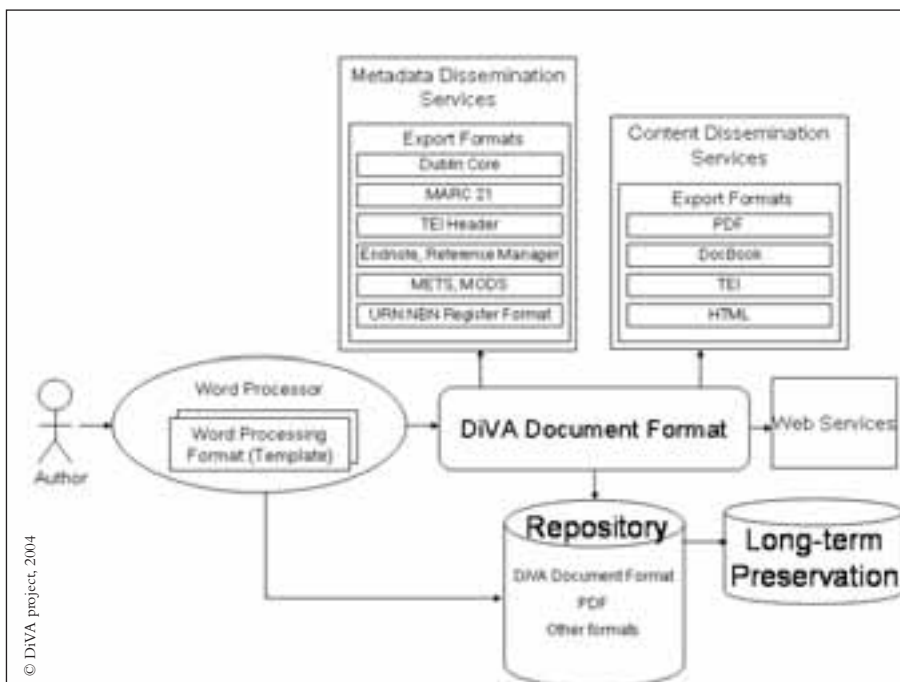 Metadata Dissemination
Services
Export Formats
Dublin Core
MARC 21
TEI Header
Endnote, Reference Manager
METS, MODS
URN:NBN Register Format
Content Dissemination
Services
Export Formats
PDF
DocBook
TEI
HTML
Word Processor
Word Processing
Format (Template)
Author
DiVA Document Format
Web Services
Repository
DiVA Document Format
PDF
Other formats
Long-term
Preservation
© DiVA project, 2004